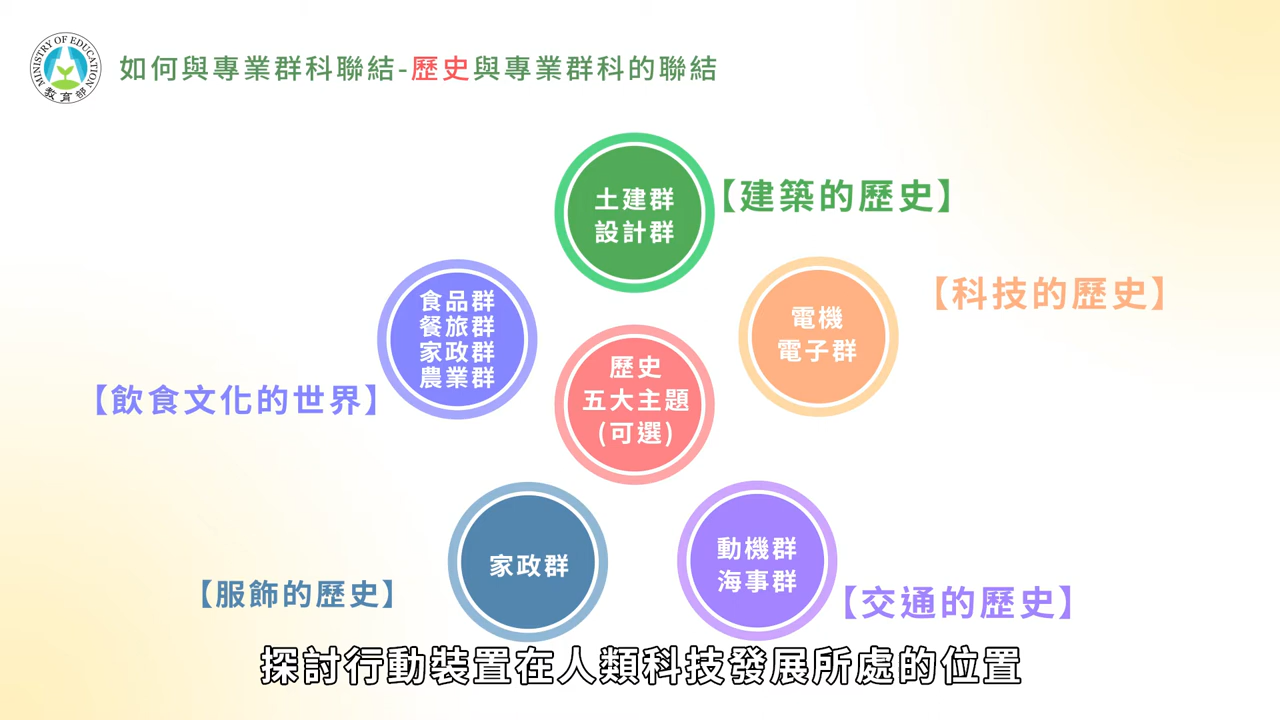 MINISTRY OF EDUCATION
教育部
如何與專業群科聯結-歷史與專業群科的聯結
土建群
設計群
【建築的歷史】
食品群
餐旅群
家政群
農業群
【飲食文化的世界】
電機
電子群
【科技的歷史】
歷史
五大主題
(可選)
家政群
【服飾的歷史】
動機群
海事群
【交通的歷史】
探討行動裝置在人類科技發展所處的位置